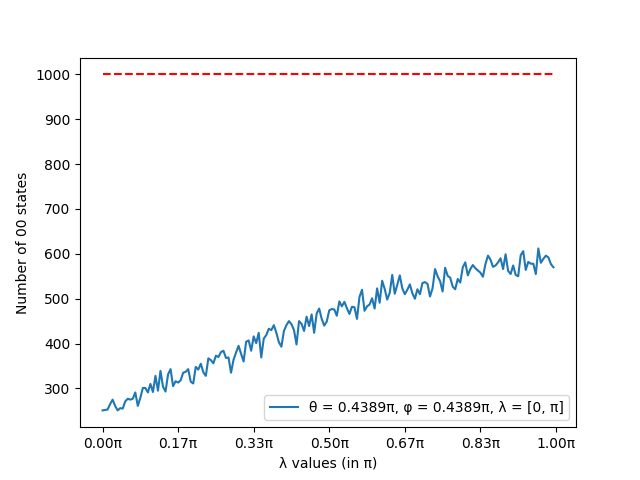 1000
900
800
700
600
500
400
300
Number of 00 states
θ = 0.4389π, φ = 0.4389π, λ = [0, π]
0.00π 0.17π 0.33π 0.50π 0.67π 0.83π 1.00π
λ values (in π)